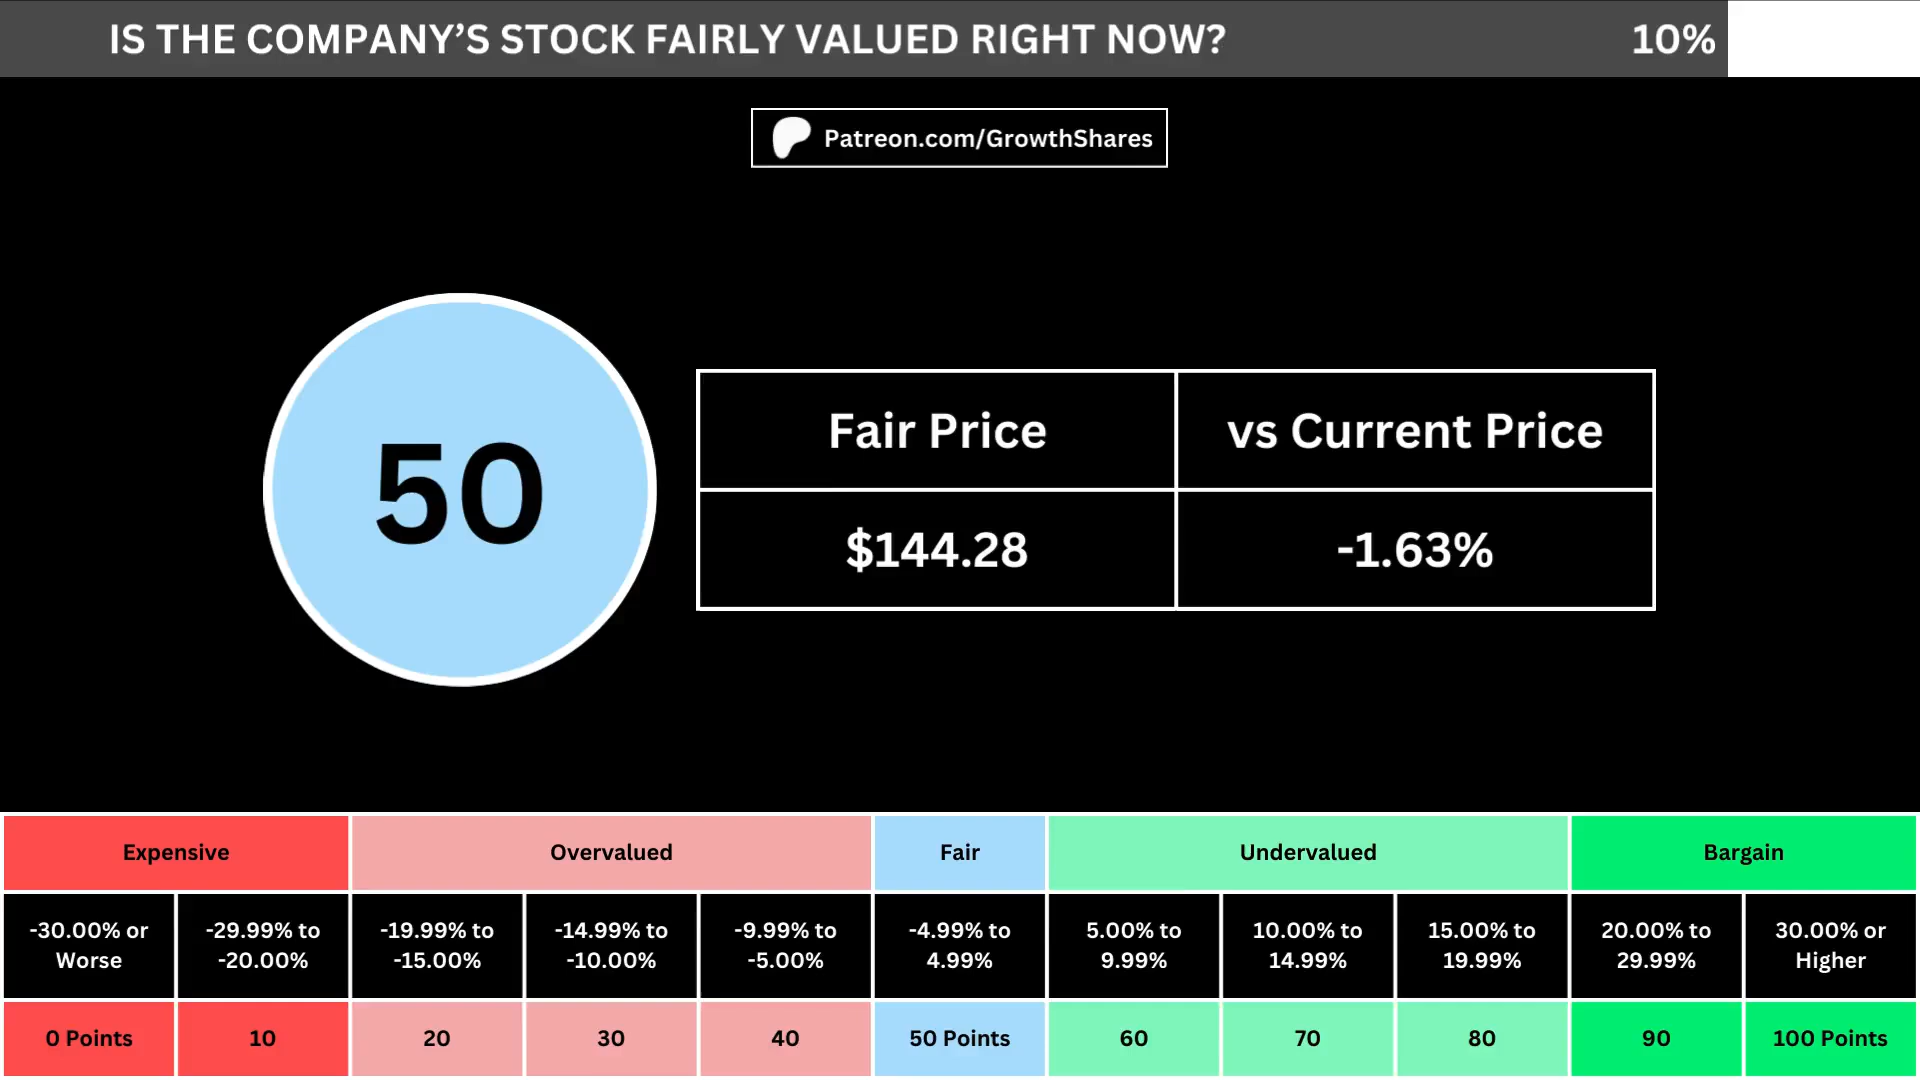 IS THE COMPANY’S STOCK FAIRLY VALUED RIGHT NOW?
10%
Patreon.com/GrowthShares
50
Fair Price
vs Current Price
$144.28
-1.63%
Expensive
Overvalued
Fair
Undervalued
Bargain
-30.00% or
Worse
-29.99% to
-20.00%
-19.99% to
-15.00%
-14.99% to
-10.00%
-9.99% to
-5.00%
-4.99% to
4.99%
5.00% to
9.99%
10.00% to
14.99%
15.00% to
19.99%
20.00% to
29.99%
30.00% or
Higher
0 Points
10
20
30
40
50 Points
60
70
80
90
100 Points